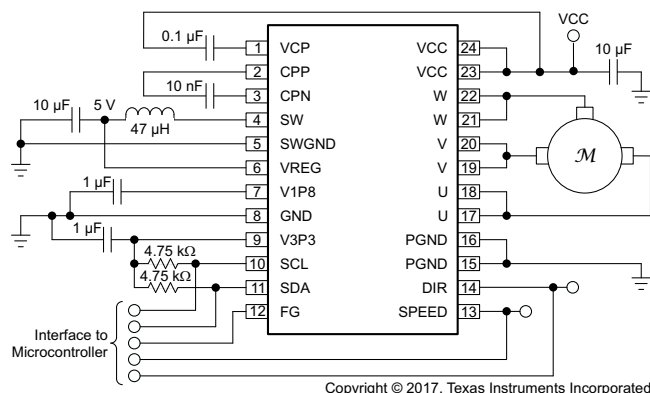 VCC
0.1 µF
10 µF
1 VCP VCC 24
2 CPP VCC 23
10 nF
3 CPN W 22
10 µF 5 V
47 µH
4 SW W 21
5 SWGND V 20
6 VREG V 19
M
1 µF
7 V1P8 U 18
8 GND U 17
1 µF
9 V3P3 PGND 16
4.75 kΩ
10 SCL PGND 15
4.75 kΩ
11 SDA DIR 14
12 FG SPEED 13
Interface to
Microcontroller
Copyright © 2017, Texas Instruments Incorporated